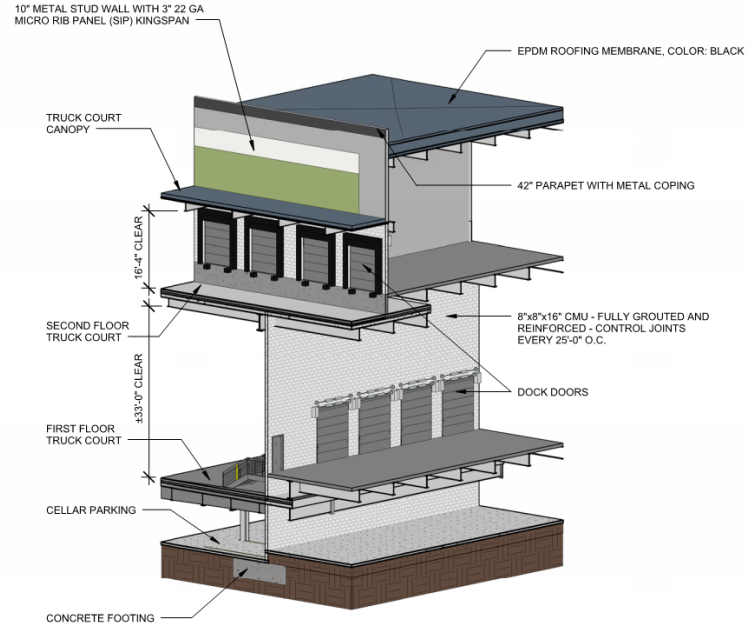 10" METAL STUD WALL WITH 3" 22 GA
MICRO RIB PANEL (SIP) KINGSPAN
EPDM ROOFING MEMBRANE, COLOR: BLACK
TRUCK COURT
CANOPY
42" PARAPET WITH METAL COPING
16'-4" CLEAR
SECOND FLOOR
TRUCK COURT
8"x8"x16" CMU - FULLY GROUTED AND
REINFORCED - CONTROL JOINTS
EVERY 25'-0" O.C.
±33'-0" CLEAR
DOCK DOORS
FIRST FLOOR
TRUCK COURT
CELLAR PARKING
CONCRETE FOOTING